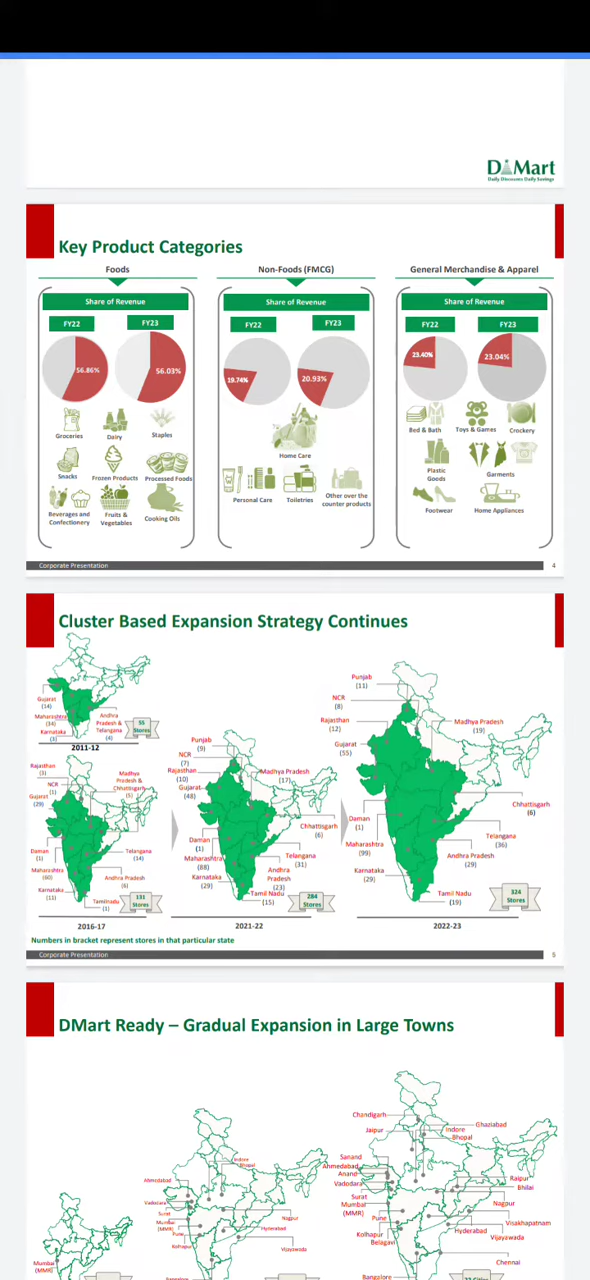 D Mart
Daily Discounts Daily Savings
Key Product Categories
Foods
Non-Foods (FMCG)
General Merchandise & Apparel
Share of Revenue
Share of Revenue
Share of Revenue
FY22
FY23
FY22
FY23
FY22
FY23
56.86%
56.03%
19.74%
20.93%
23.40%
23.04%
Groceries
Dairy
Staples
Snacks
Frozen Products
Processed Foods
Beverages and
Confectionery
Fruits &
Vegetables
Cooking Oils
Home Care
Personal Care
Toiletries
Other over the
counter products
Bed & Bath
Toys & Games
Crockery
Plastic
Goods
Garments
Footwear
Home Appliances
Corporate Presentation
4
Cluster Based Expansion Strategy Continues
Gujarat
(14)
Maharashtra
(34)
Karnataka
(3)
Andhra
Pradesh &
Telangana
(4)
55
Stores
2011-12
Rajasthan
(3)
NCR
(1)
Gujarat
(29)
Madhya
Pradesh &
Chhattisgarh
(5)
Daman
(1)
Maharashtra
(60)
Karnataka
(11)
Telangana
(14)
Andhra Pradesh
(6)
Tamilnadu
(1)
131
Stores
2016-17
Punjab
(9)
NCR
(7)
Rajasthan
(10)
Gujarat
(48)
Madhya Pradesh
(17)
Chhattisgarh
(6)
Daman
(1)
Maharashtra
(88)
Karnataka
(29)
Telangana
(31)
Andhra
Pradesh
(23)
Tamil Nadu
(15)
284
Stores
2021-22
Punjab
(11)
NCR
(8)
Rajasthan
(12)
Gujarat
(55)
Madhya Pradesh
(19)
Chhattisgarh
(6)
Daman
(1)
Maharashtra
(99)
Karnataka
(29)
Telangana
(36)
Andhra Pradesh
(29)
Tamil Nadu
(19)
324
Stores
2022-23
Numbers in bracket represent stores in that particular state
Corporate Presentation
5
DMart Ready – Gradual Expansion in Large Towns
Mumbai
(MMR)
Indore
Bhopal
Ahmedabad
Vadodara
Surat
Mumbai
(MMR)
Pune
Kolhapur
Nagpur
Hyderabad
Vijayawada
Bangalore
Chandigarh
Jaipur
Ghaziabad
Indore
Bhopal
Sanand
Ahmedabad
Anand
Vadodara
Surat
Mumbai
(MMR)
Pune
Kolhapur
Belagavi
Raipur
Bhilai
Nagpur
Visakhapatnam
Hyderabad
Vijayawada
Chennai
Bangalore